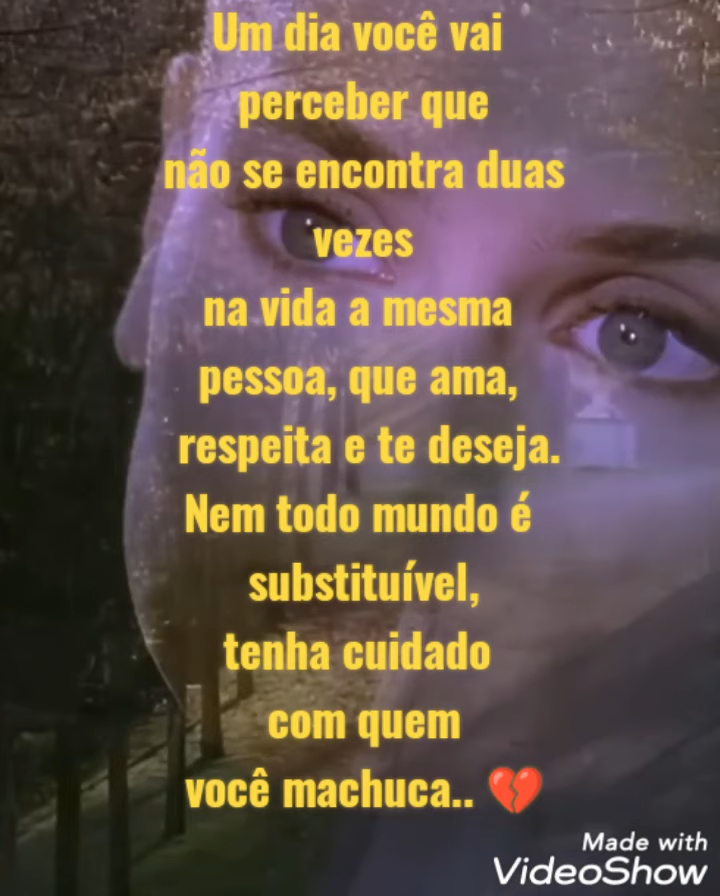 Um dia você vai
perceber que
não se encontra duas
vezes
na vida a mesma
pessoa, que ama,
respeita e te deseja.
Nem todo mundo é
substituível,
tenha cuidado
com quem
você machuca.. 💔
Made with
VideoShow